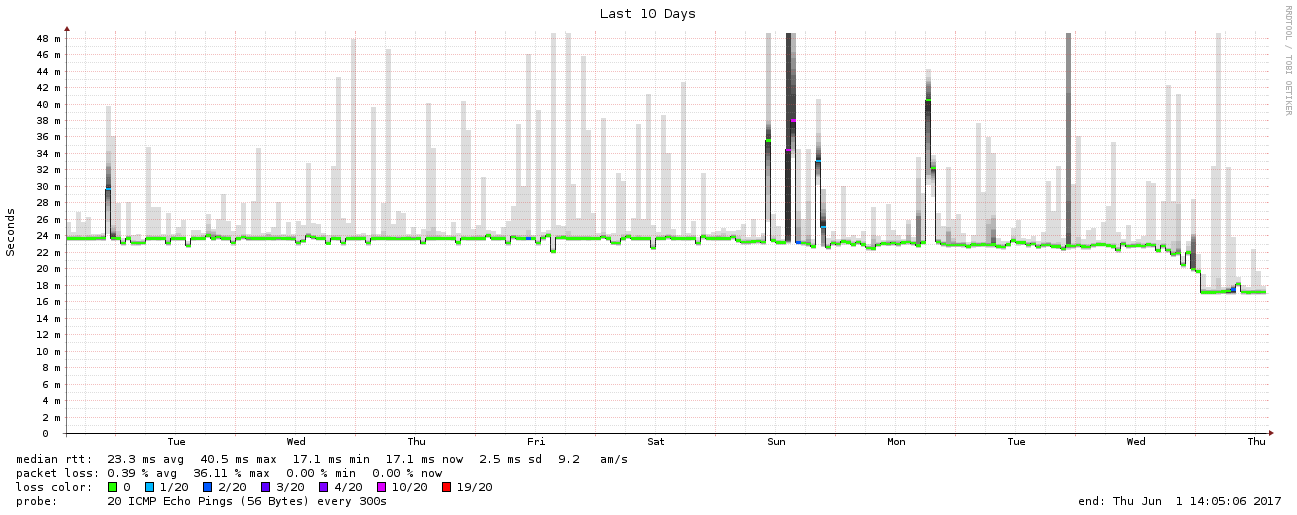 Last 10 Days
RRDTOOL / TOBI OETIKER
Seconds
48 m
46 m
44 m
42 m
40 m
38 m
36 m
34 m
32 m
30 m
28 m
26 m
24 m
22 m
20 m
18 m
16 m
14 m
12 m
10 m
8 m
6 m
4 m
2 m
0
Tue Wed Thu Fri Sat Sun Mon Tue Wed Thu
median rtt: 23.3 ms avg 40.5 ms max 17.1 ms min 17.1 ms now 2.5 ms sd 9.2 am/s
packet loss: 0.39 % avg 36.11 % max 0.00 % min 0.00 % now
loss color: 0 1/20 2/20 3/20 4/20 10/20 19/20
probe: 20 ICMP Echo Pings (56 Bytes) every 300s end: Thu Jun 1 14:05:06 2017